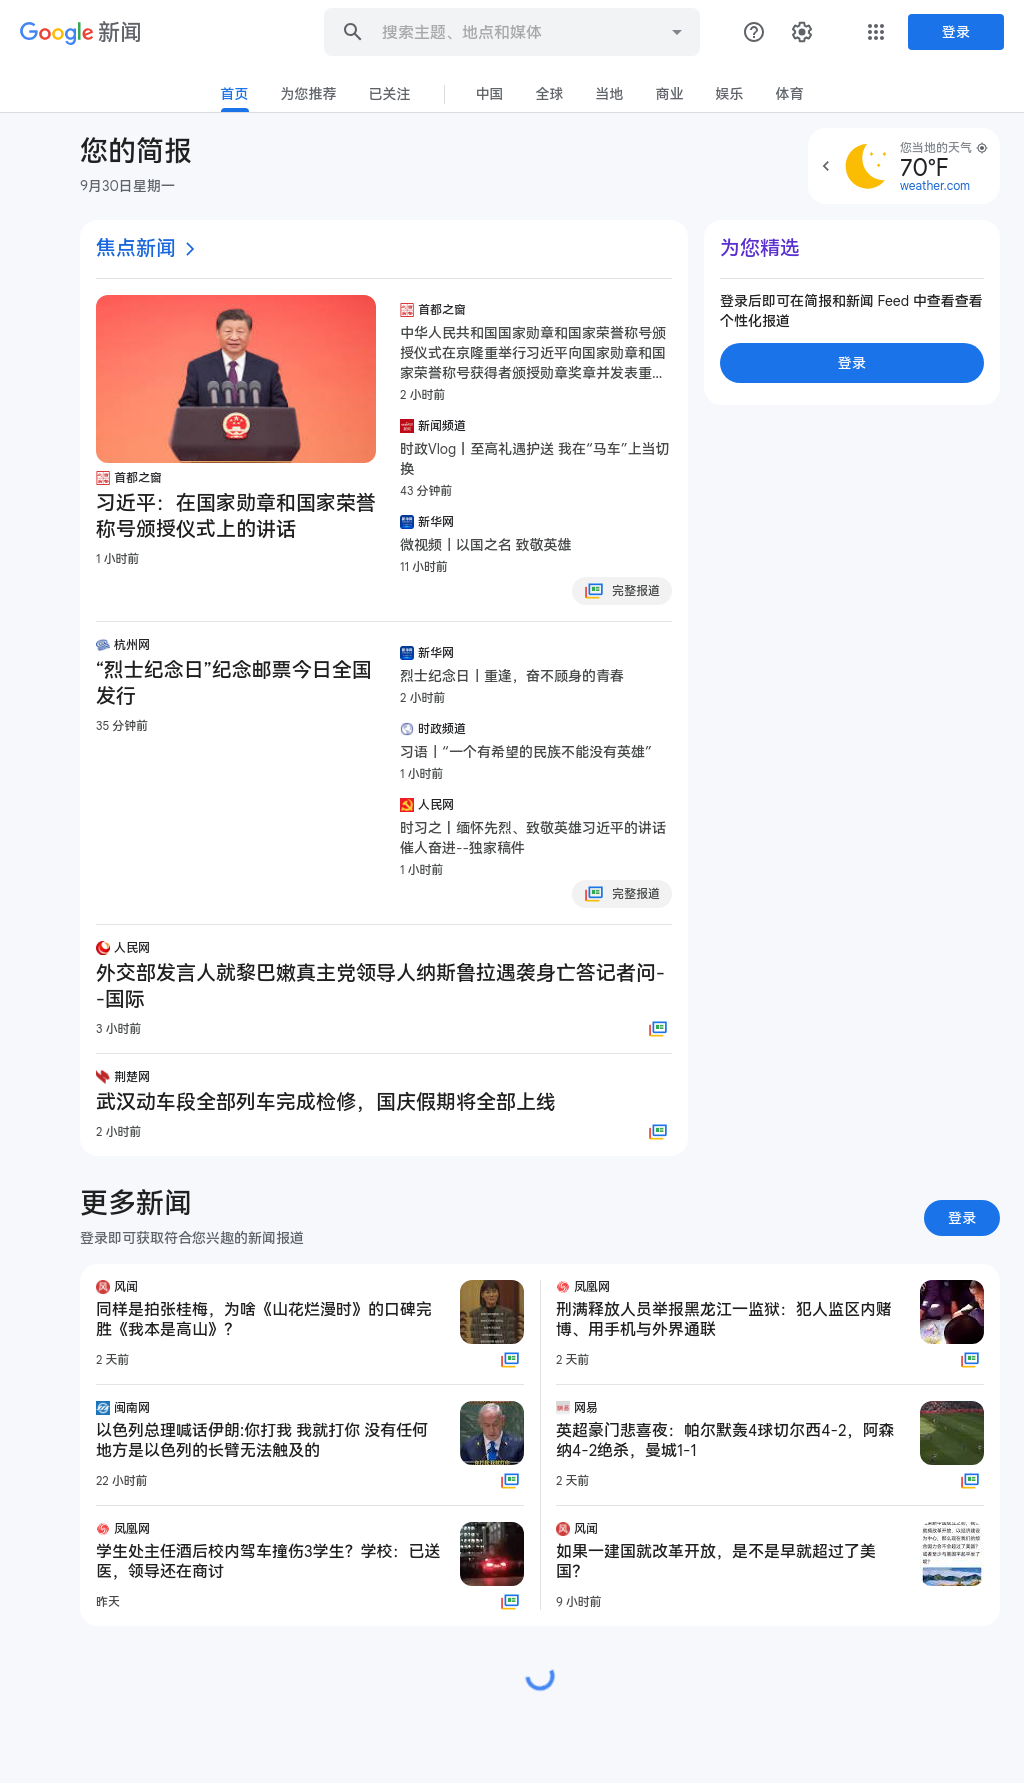 Google 新闻
搜索主题、地点和媒体
登录
首页
为您推荐
已关注
中国
全球
当地
商业
娱乐
体育
您的简报
9月30日星期一
您当地的天气
70°F
weather.com
焦点新闻
首都之窗
习近平：在国家勋章和国家荣誉
称号颁授仪式上的讲话
1 小时前
首都之窗
中华人民共和国国家勋章和国家荣誉称号颁
授仪式在京隆重举行习近平向国家勋章和国
家荣誉称号获得者颁授勋章奖章并发表重...
2 小时前
新闻频道
时政Vlog丨至高礼遇护送 我在“马车”上当切
换
43 分钟前
新华网
微视频丨以国之名 致敬英雄
11 小时前
完整报道
为您精选
登录后即可在简报和新闻 Feed 中查看查看
个性化报道
登录
杭州网
“烈士纪念日”纪念邮票今日全国
发行
35 分钟前
新华网
烈士纪念日丨重逢，奋不顾身的青春
2 小时前
时政频道
习语丨“一个有希望的民族不能没有英雄”
1 小时前
人民网
时习之丨缅怀先烈、致敬英雄习近平的讲话
催人奋进--独家稿件
1 小时前
完整报道
人民网
外交部发言人就黎巴嫩真主党领导人纳斯鲁拉遇袭身亡答记者问-
-国际
3 小时前
荆楚网
武汉动车段全部列车完成检修，国庆假期将全部上线
2 小时前
更多新闻
登录即可获取符合您兴趣的新闻报道
登录
风闻
同样是拍张桂梅，为啥《山花烂漫时》的口碑完
胜《我本是高山》？
2 天前
凤凰网
刑满释放人员举报黑龙江一监狱：犯人监区内赌
博、用手机与外界通联
2 天前
闽南网
以色列总理喊话伊朗:你打我 我就打你 没有任何
地方是以色列的长臂无法触及的
22 小时前
网易
英超豪门悲喜夜：帕尔默轰4球切尔西4-2，阿森
纳4-2绝杀，曼城1-1
2 天前
凤凰网
学生处主任酒后校内驾车撞伤3学生？学校：已送
医，领导还在商讨
昨天
风闻
如果一建国就改革开放，是不是早就超过了美
国？
9 小时前